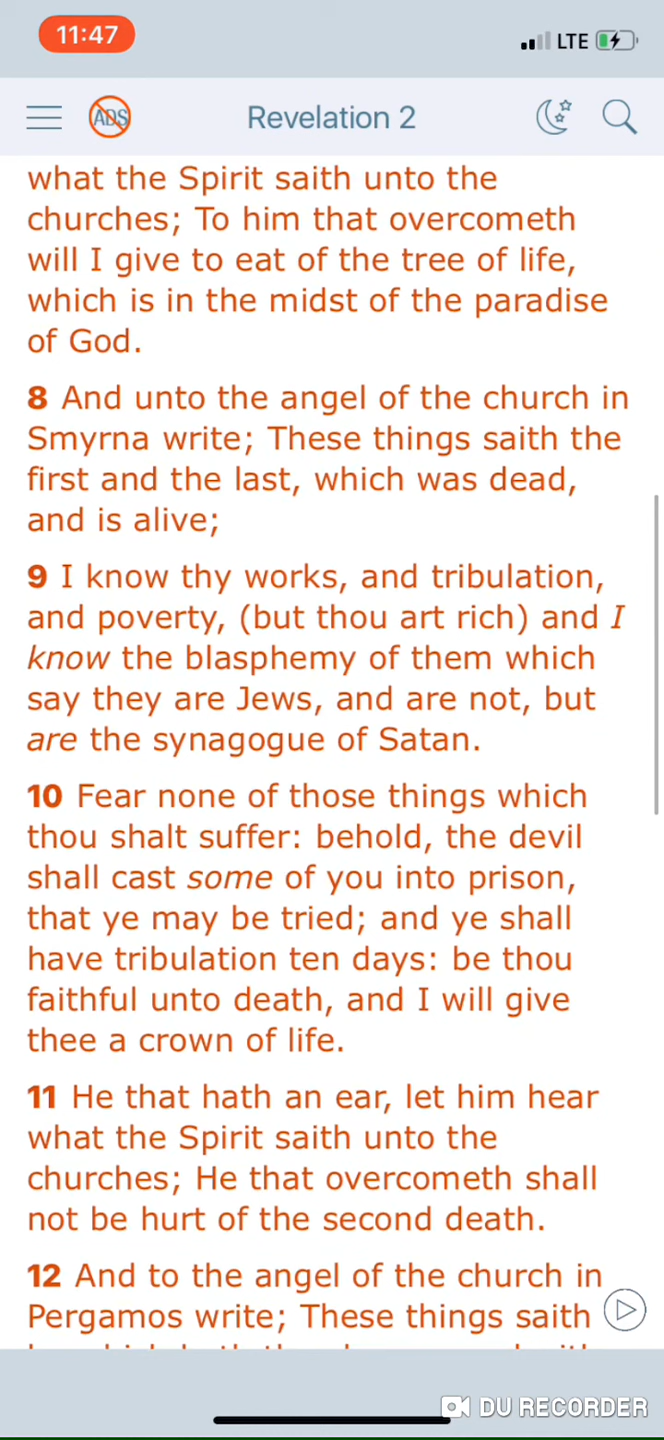 11:47
LTE
ADS
Revelation 2
what the Spirit saith unto the
churches; To him that overcometh
will I give to eat of the tree of life,
which is in the midst of the paradise
of God.
8 And unto the angel of the church in
Smyrna write; These things saith the
first and the last, which was dead,
and is alive;
9 I know thy works, and tribulation,
and poverty, (but thou art rich) and I
know the blasphemy of them which
say they are Jews, and are not, but
are the synagogue of Satan.
10 Fear none of those things which
thou shalt suffer: behold, the devil
shall cast some of you into prison,
that ye may be tried; and ye shall
have tribulation ten days: be thou
faithful unto death, and I will give
thee a crown of life.
11 He that hath an ear, let him hear
what the Spirit saith unto the
churches; He that overcometh shall
not be hurt of the second death.
12 And to the angel of the church in
Pergamos write; These things saith
DU RECORDER